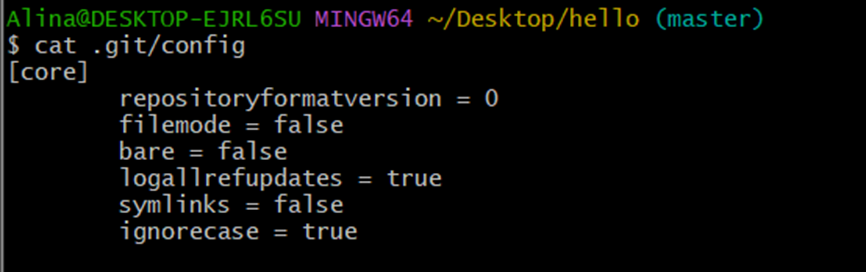 Alina@DESKTOP-EJRL6SU MINGW64 ~/Desktop/hello (master)
$ cat .git/config
[core]
        repositoryformatversion = 0
        filemode = false
        bare = false
        logallrefupdates = true
        symlinks = false
        ignorecase = true